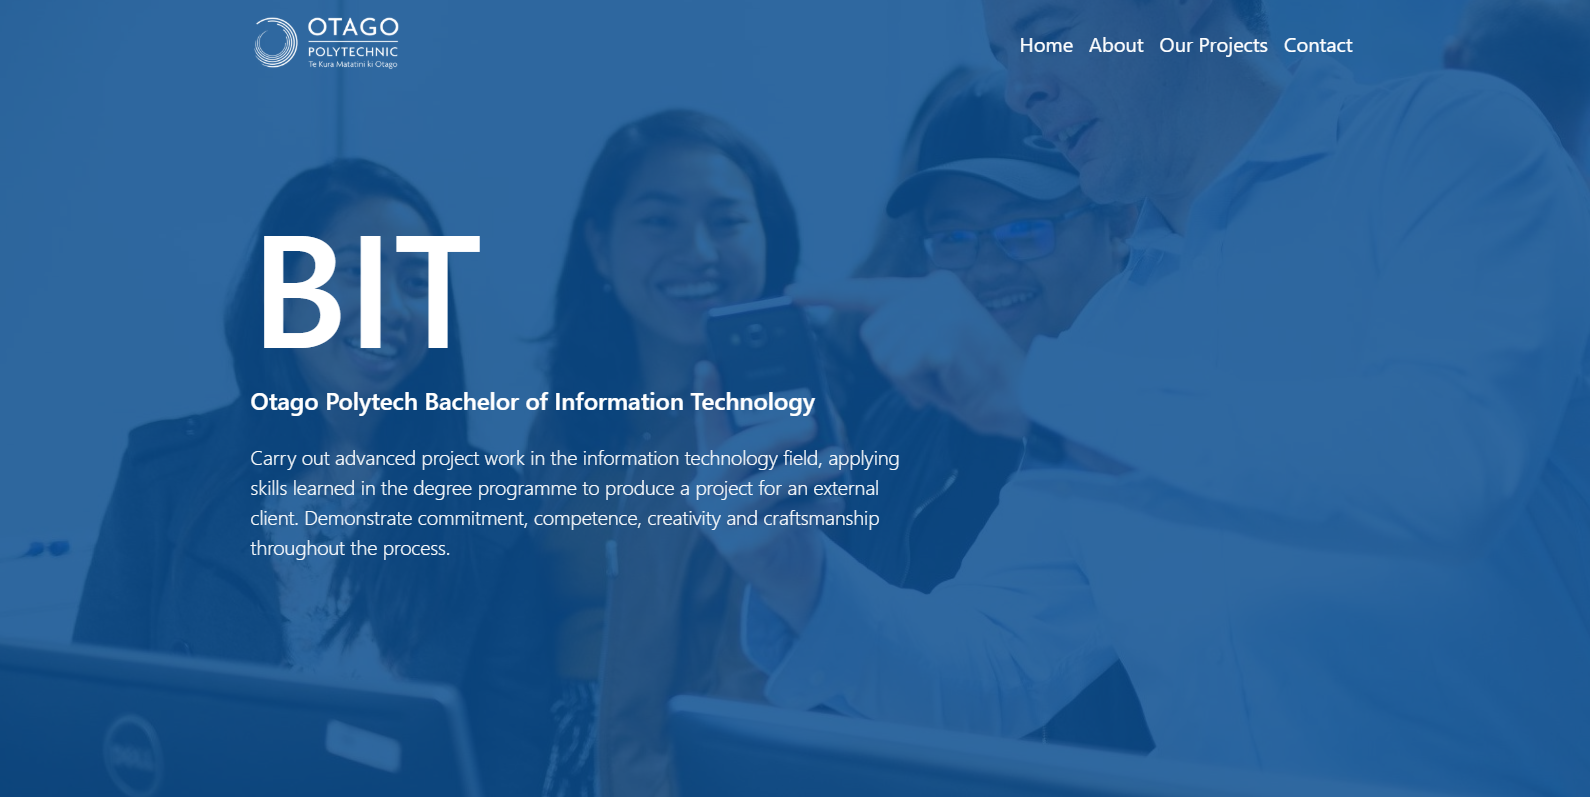 OTAGO
POLYTECHNIC
Te Kura Matatini ki Otago
Home About Our Projects Contact
BIT
Otago Polytech Bachelor of Information Technology
Carry out advanced project work in the information technology field, applying
skills learned in the degree programme to produce a project for an external
client. Demonstrate commitment, competence, creativity and craftsmanship
throughout the process.
DELL